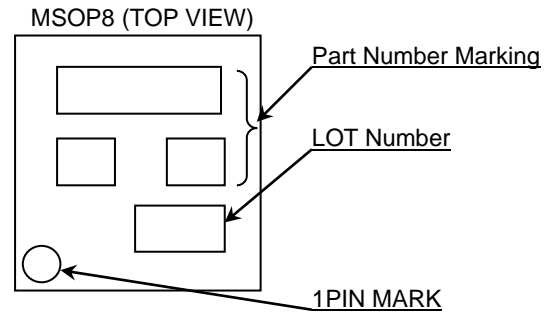 MSOP8 (TOP VIEW)
Part Number Marking
LOT Number
1PIN MARK